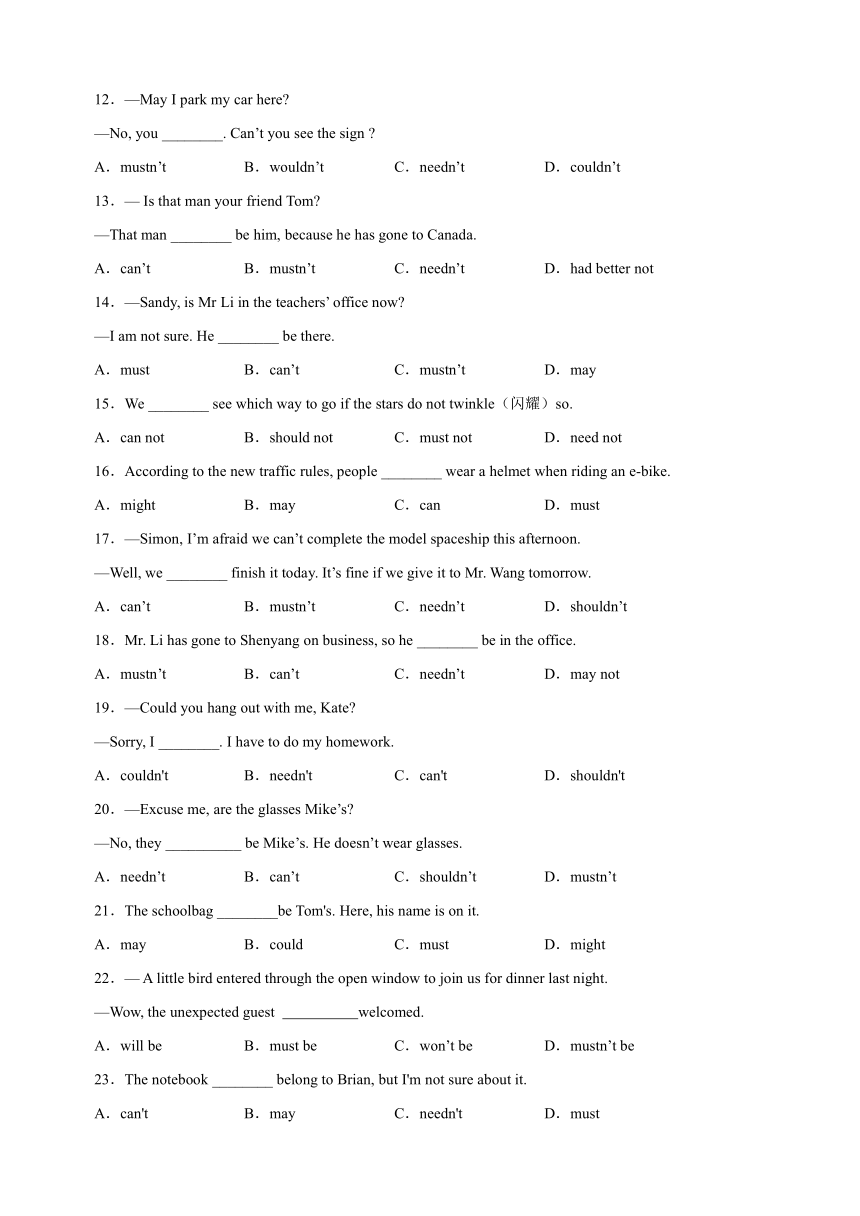 12．—May I park my car here?
—No, you ________. Can’t you see the sign ?
A．mustn’t B．wouldn’t C．needn’t D．couldn’t
13．— Is that man your friend Tom?
—That man ________ be him, because he has gone to Canada.
A．can’t B．mustn’t C．needn’t D．had better not
14．—Sandy, is Mr Li in the teachers’ office now?
—I am not sure. He ________ be there.
A．must B．can’t C．mustn’t D．may
15．We ________ see which way to go if the stars do not twinkle（闪耀）so.
A．can not B．should not C．must not D．need not
16．According to the new traffic rules, people ________ wear a helmet when riding an e-bike.
A．might B．may C．can D．must
17．—Simon, I’m afraid we can’t complete the model spaceship this afternoon.
—Well, we ________ finish it today. It’s fine if we give it to Mr. Wang tomorrow.
A．can’t B．mustn’t C．needn’t D．shouldn’t
18．Mr. Li has gone to Shenyang on business, so he ________ be in the office.
A．mustn’t B．can’t C．needn’t D．may not
19．—Could you hang out with me, Kate?
—Sorry, I ________. I have to do my homework.
A．couldn't B．needn't C．can't D．shouldn't
20．—Excuse me, are the glasses Mike’s?
—No, they __________ be Mike’s. He doesn’t wear glasses.
A．needn’t B．can’t C．shouldn’t D．mustn’t
21．The schoolbag ________be Tom's. Here, his name is on it.
A．may B．could C．must D．might
22．— A little bird entered through the open window to join us for dinner last night.
—Wow, the unexpected guest __________welcomed.
A．will be B．must be C．won’t be D．mustn’t be
23．The notebook ________ belong to Brian, but I'm not sure about it.
A．can't B．may C．needn't D．must